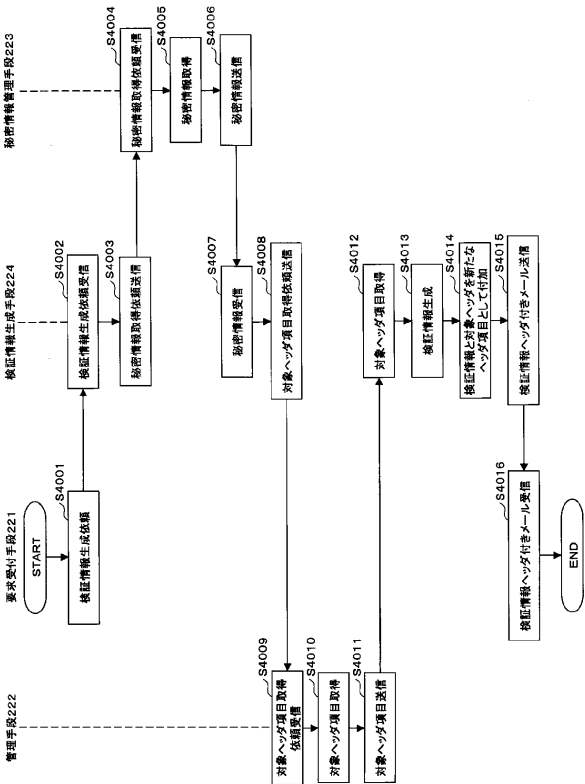 管理手段222
要求受付手段221
検証情報生成手段224
秘密情報管理手段223
START
S4001
検証情報生成依頼
S4002
検証情報生成依頼受信
S4003
秘密情報取得依頼送信
S4004
秘密情報取得依頼受信
S4005
秘密情報取得
S4006
秘密情報送信
S4007
秘密情報受信
S4008
対象ヘッダ項目取得依頼送信
S4009
対象ヘッダ項目取得
依頼受信
S4010
対象ヘッダ項目取得
S4011
対象ヘッダ項目送信
S4012
対象ヘッダ項目取得
S4013
検証情報生成
S4014
検証情報と対象ヘッダを新たな
ヘッダ項目として付加
S4015
検証情報ヘッダ付きメール送信
S4016
検証情報ヘッダ付きメール受信
END